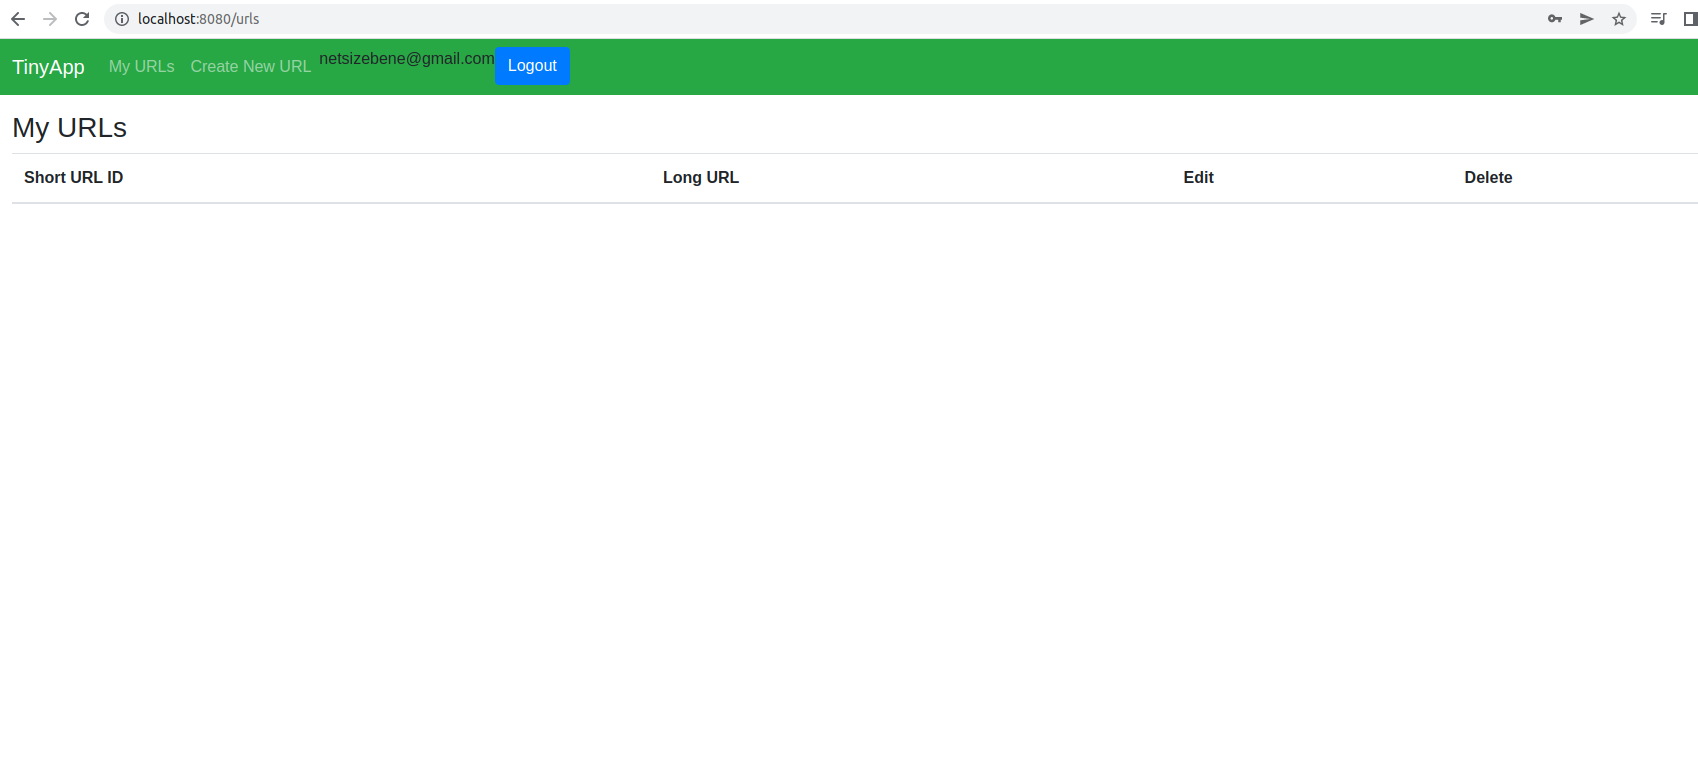 localhost:8080/urls
TinyApp My URLs Create New URL netsizebene@gmail.com Logout
My URLs
Short URL ID Long URL Edit Delete